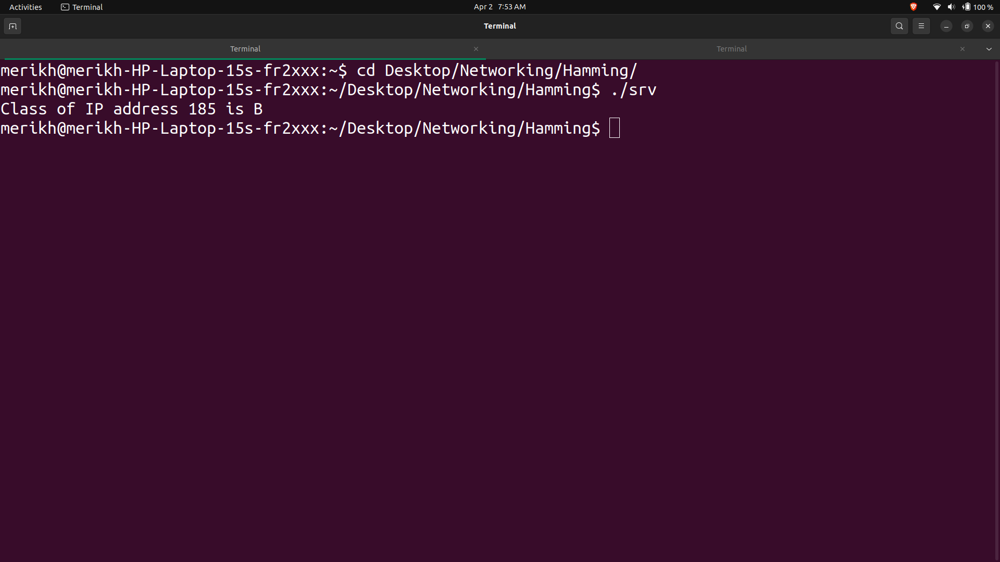 Activities Terminal Apr 2 7:53 AM 100 %
Terminal
Terminal Terminal
merikh@merikh-HP-Laptop-15s-fr2xxx:~$ cd Desktop/Networking/Hamming/
merikh@merikh-HP-Laptop-15s-fr2xxx:~/Desktop/Networking/Hamming$ ./srv
Class of IP address 185 is B
merikh@merikh-HP-Laptop-15s-fr2xxx:~/Desktop/Networking/Hamming$